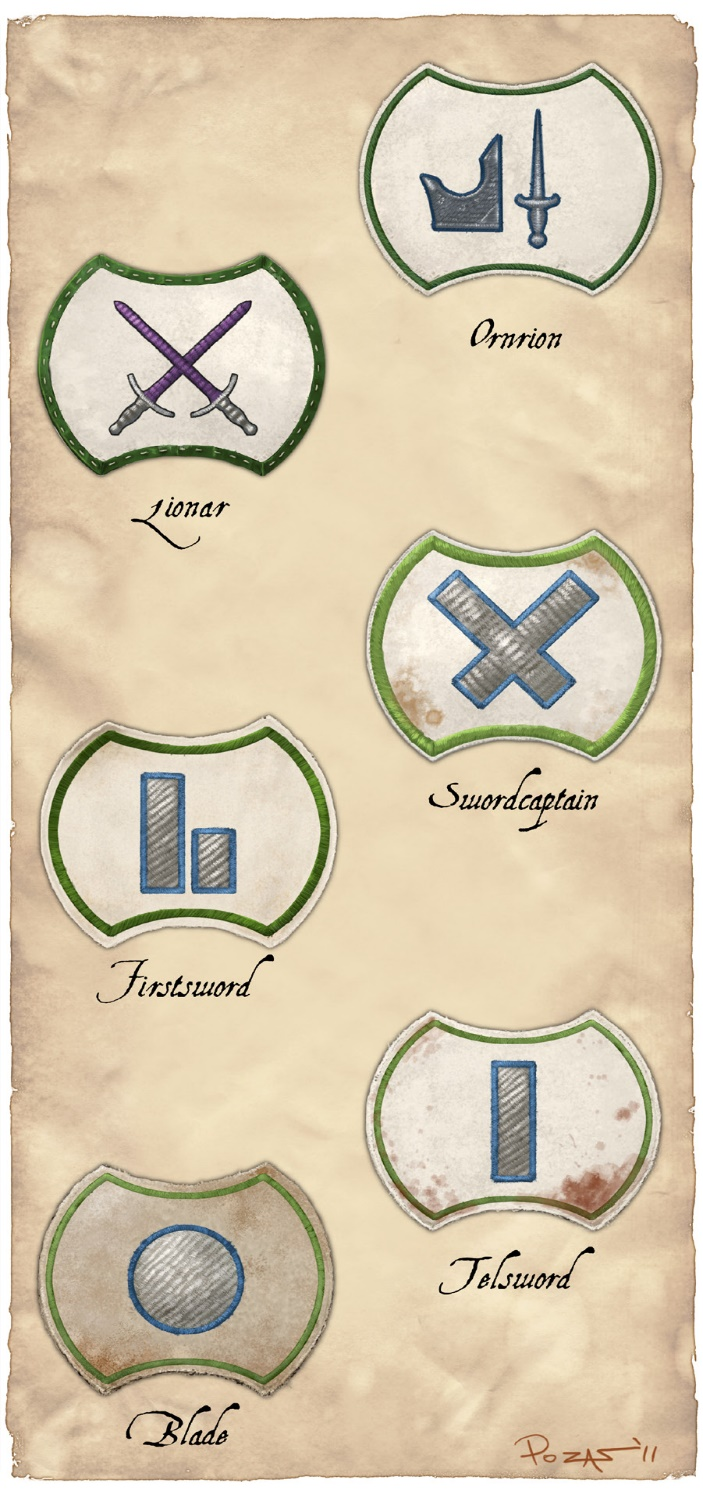 Ornrion
Lionar
Swordcaptain
Firstsword
Telsword
Blade
POZAS '11